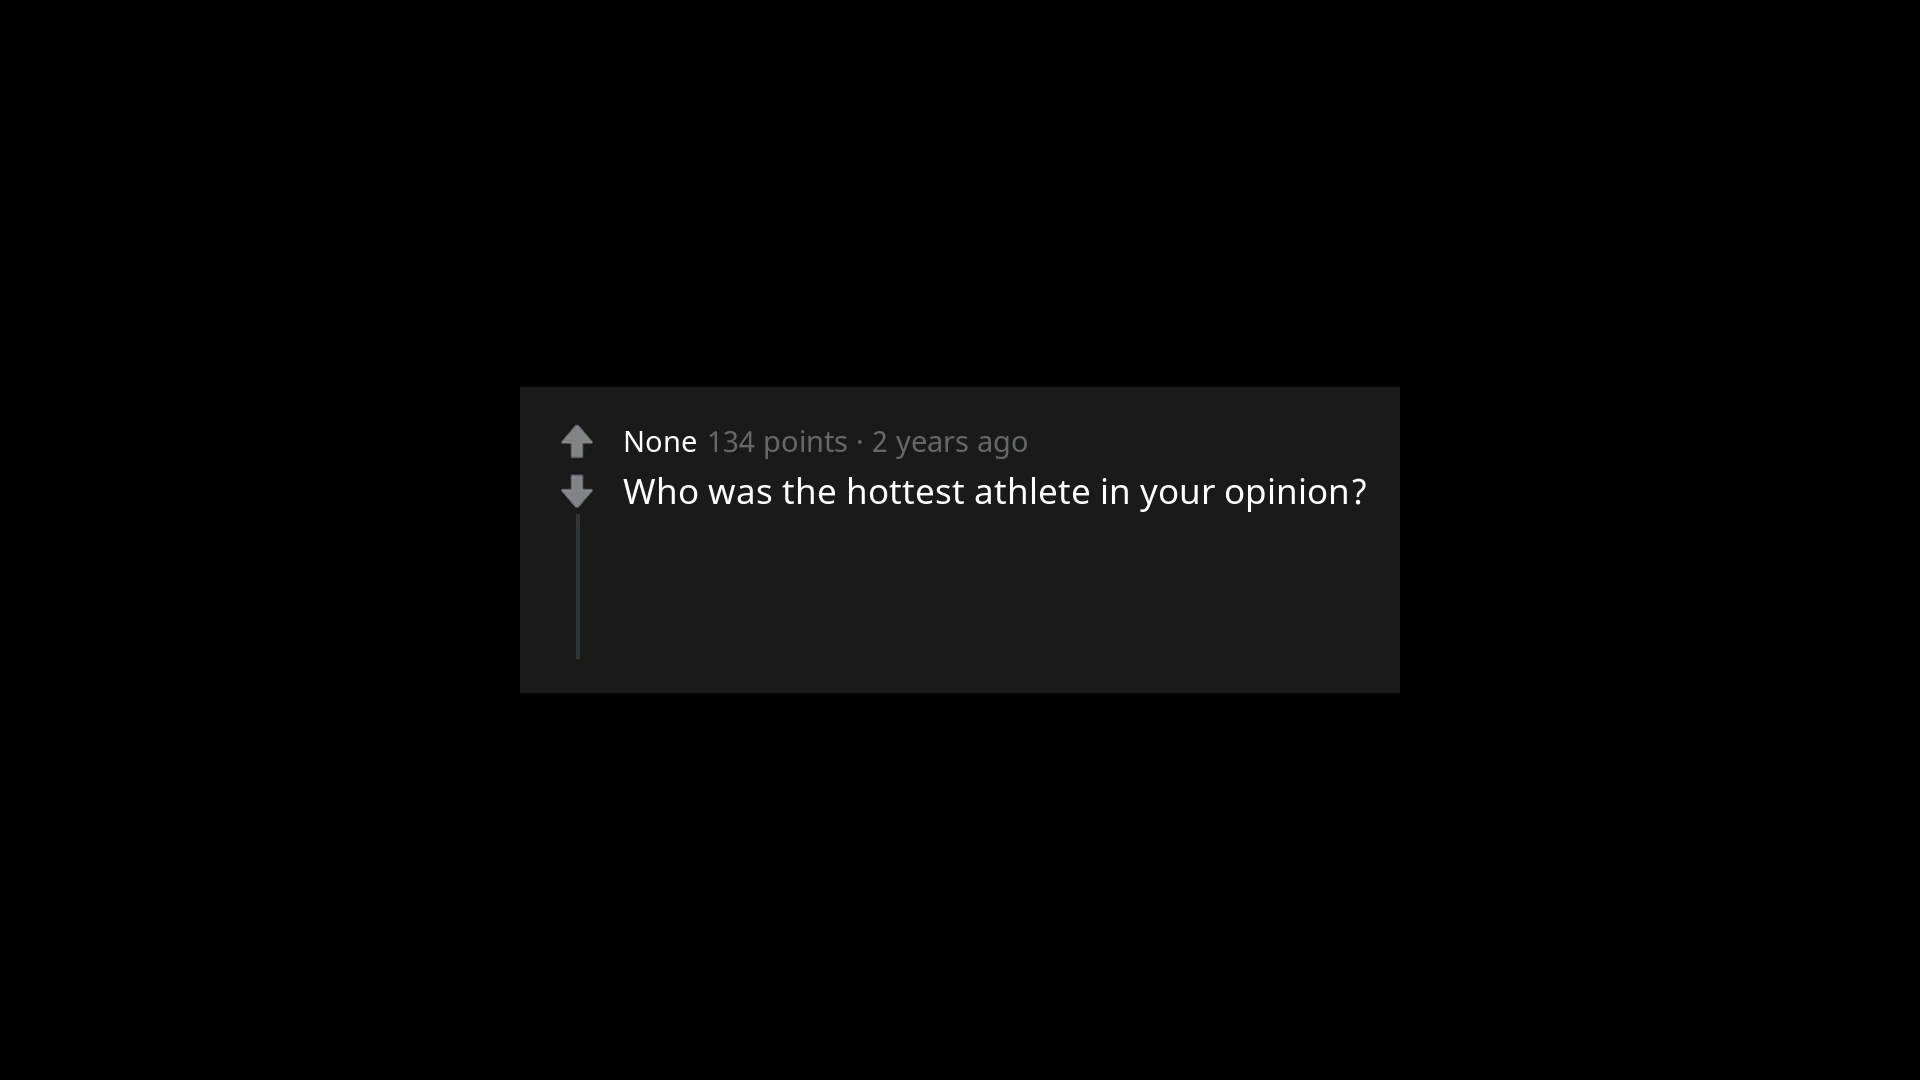 None 134 points · 2 years ago
Who was the hottest athlete in your opinion?